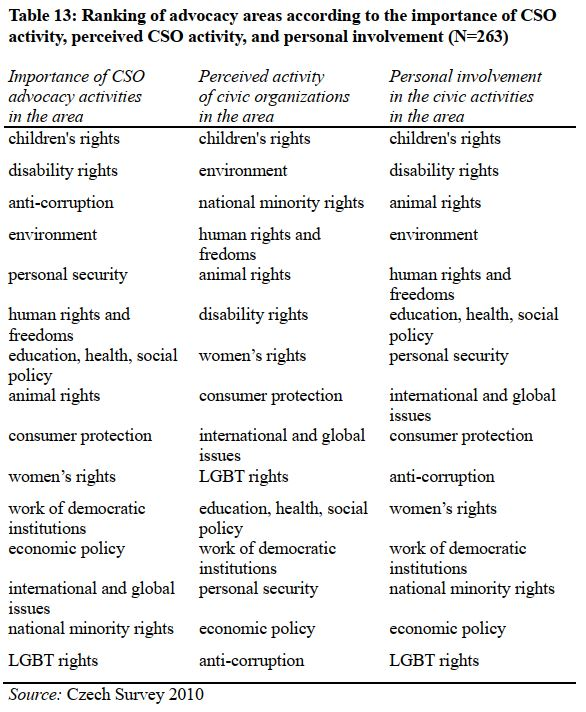 Table 13: Ranking of advocacy areas according to the importance of CSO
activity, perceived CSO activity, and personal involvement (N=263)
Importance of CSO Perceived activity Personal involvement
advocacy activities of civic organizations in the civic activities
in the area in the area in the area
children's rights children's rights children's rights
disability rights environment disability rights
anti-corruption national minority rights animal rights
environment human rights and environment
fredoms
personal security animal rights human rights and
freedoms
human rights and disability rights education, health, social
freedoms policy
education, health, social women’s rights personal security
policy
animal rights consumer protection international and global
issues
consumer protection international and global consumer protection
issues
women’s rights LGBT rights anti-corruption
work of democratic education, health, social women’s rights
institutions policy
economic policy work of democratic work of democratic
institutions institutions
international and global personal security national minority rights
issues
national minority rights economic policy economic policy
LGBT rights anti-corruption LGBT rights
Source: Czech Survey 2010